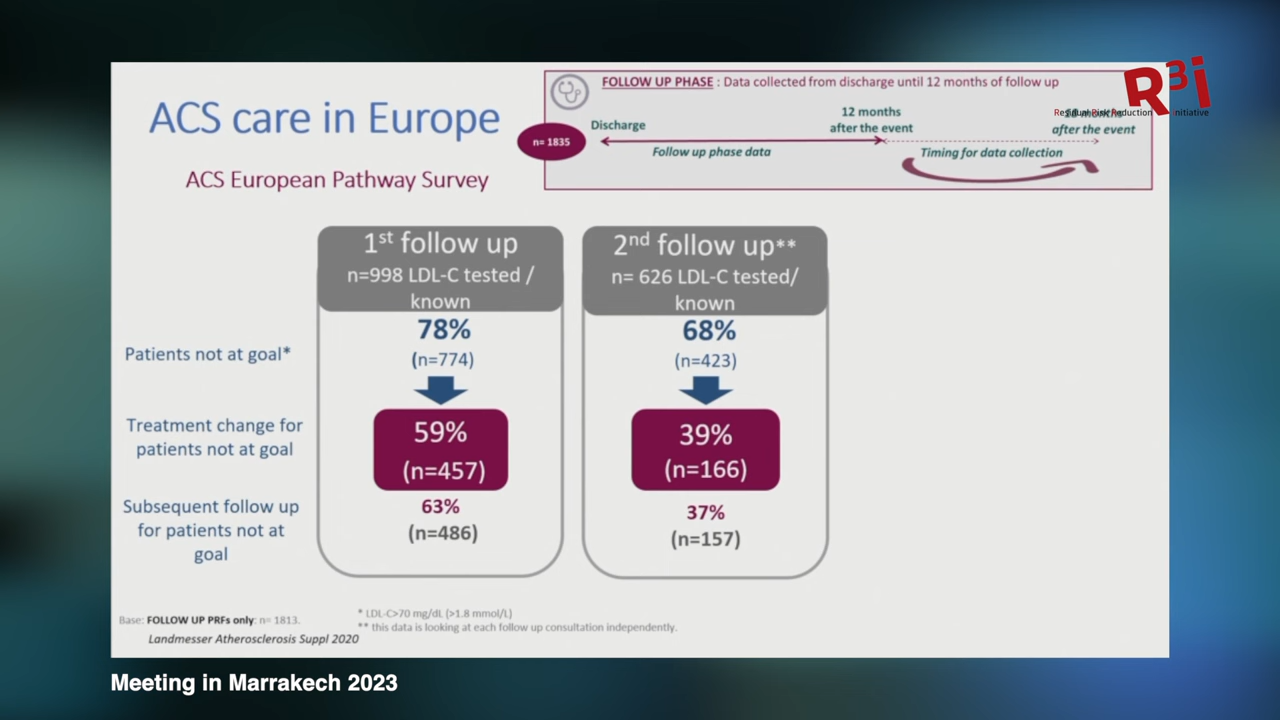 ACS care in Europe
ACS European Pathway Survey
FOLLOW UP PHASE : Data collected from discharge until 12 months of follow up
n= 1835
Discharge
12 months
after the event
after the event
Follow up phase data
Timing for data collection
R3i
Residual Risk Reduction Initiative
1st follow up
n=998 LDL-C tested /
known
2nd follow up**
n= 626 LDL-C tested/
known
Patients not at goal*
78%
(n=774)
68%
(n=423)
Treatment change for
patients not at goal
59%
(n=457)
39%
(n=166)
Subsequent follow up
for patients not at
goal
63%
(n=486)
37%
(n=157)
Base: FOLLOW UP PRFs only: n= 1813.
Landmesser Atherosclerosis Suppl 2020
* LDL-C>70 mg/dL (>1.8 mmol/L)
** this data is looking at each follow up consultation independently.
Meeting in Marrakech 2023